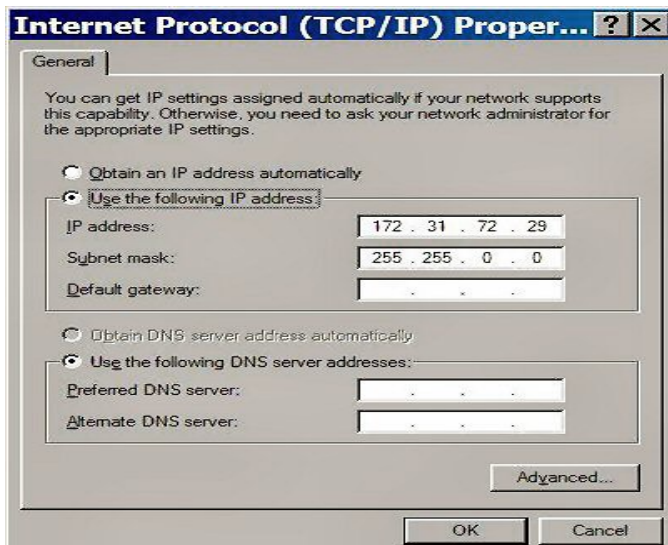 Internet Protocol (TCP/IP) Proper... ? X
General
You can get IP settings assigned automatically if your network supports
this capability. Otherwise, you need to ask your network administrator for
the appropriate IP settings.
Obtain an IP address automatically
Use the following IP address:
IP address: 172 . 31 . 72 . 29
Subnet mask: 255 . 255 . 0 . 0
Default gateway: . . .
Obtain DNS server address automatically
Use the following DNS server addresses:
Preferred DNS server: . . .
Alternate DNS server: . . .
Advanced...
OK Cancel